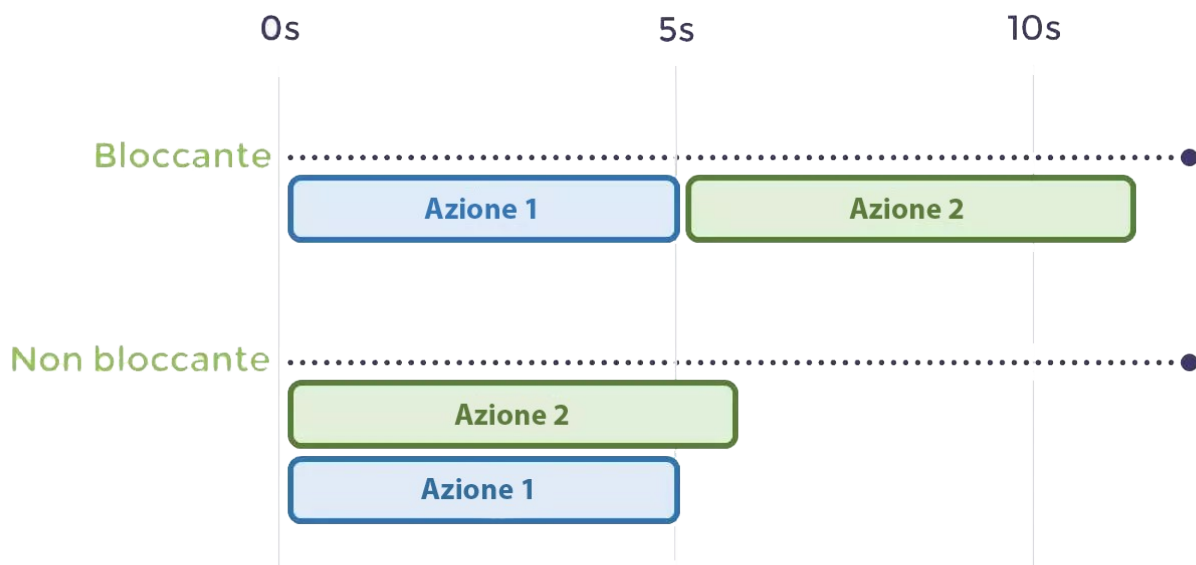 0s 5s 10s
Bloccante
Azione 1 Azione 2
Non bloccante
Azione 2
Azione 1